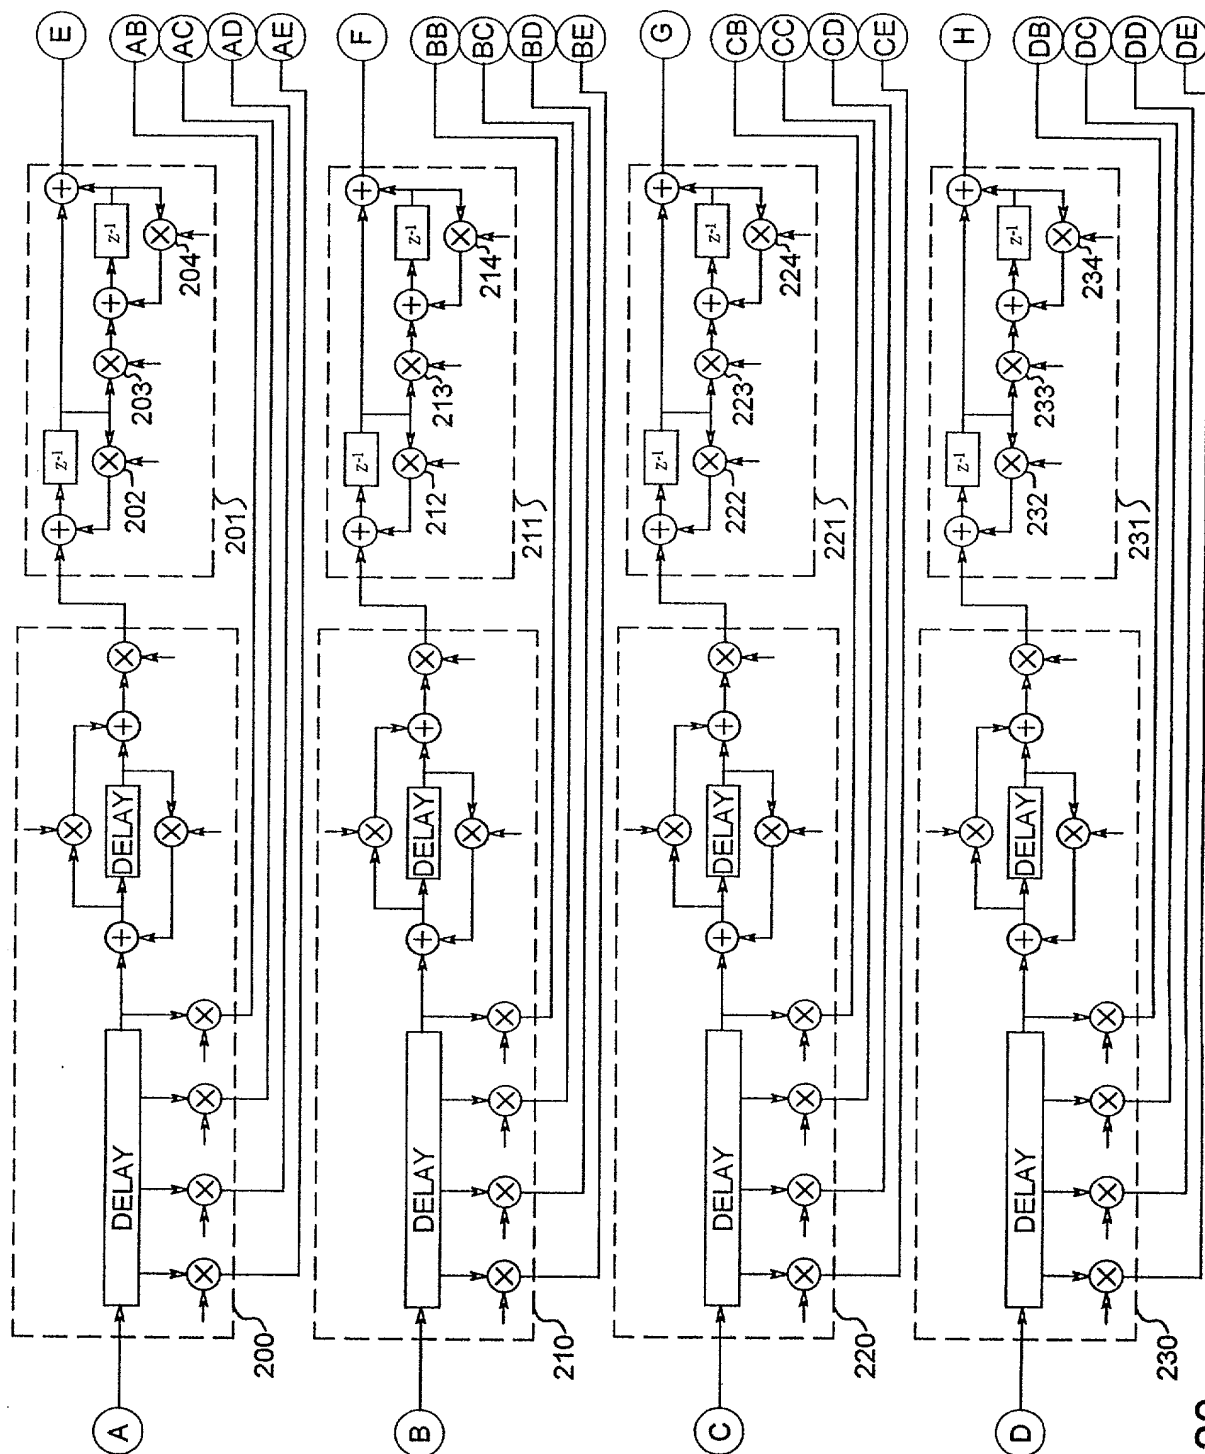 A
DELAY
DELAY
200
z-1
z-1
202
203
204
201
E
AB
AC
AD
AE
B
DELAY
DELAY
210
z-1
z-1
212
213
214
211
F
BB
BC
BD
BE
C
DELAY
DELAY
220
z-1
z-1
222
223
224
221
G
CB
CC
CD
CE
D
DELAY
DELAY
230
z-1
z-1
232
233
234
231
H
DB
DC
DD
DE